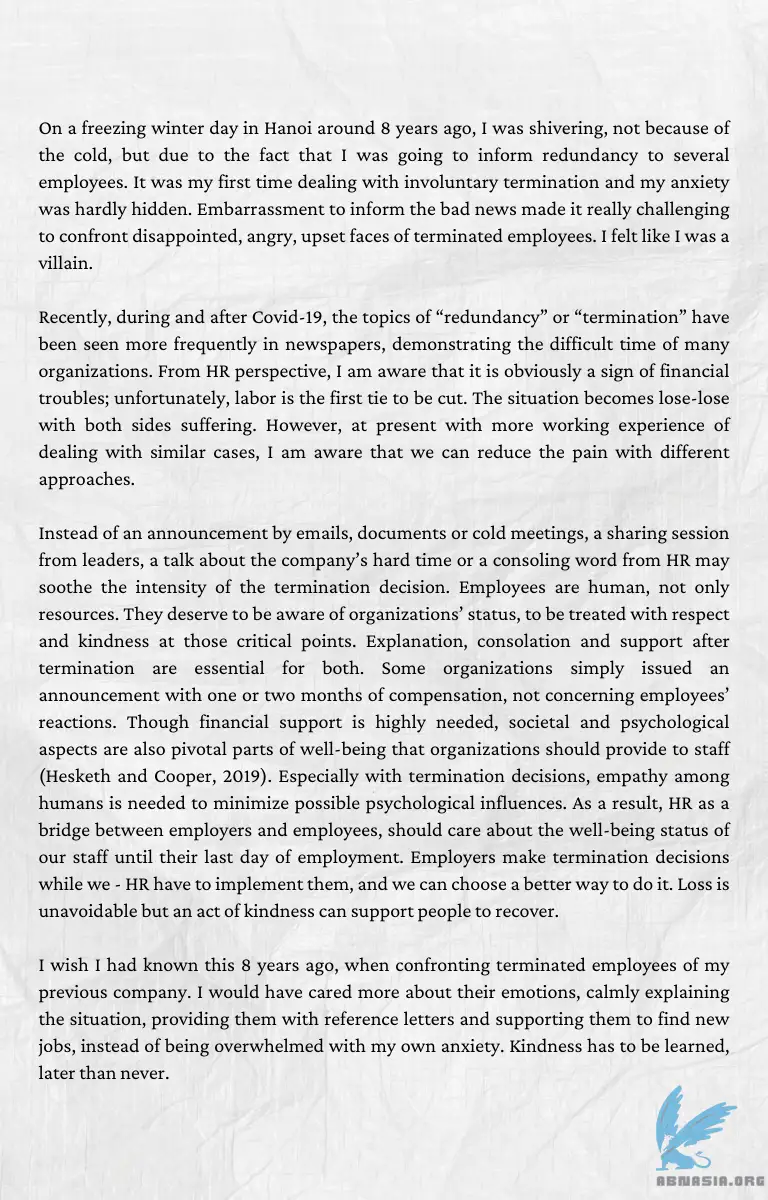 On a freezing winter day in Hanoi around 8 years ago, I was shivering, not because of
the cold, but due to the fact that I was going to inform redundancy to several
employees. It was my first time dealing with involuntary termination and my anxiety
was hardly hidden. Embarrassment to inform the bad news made it really challenging
to confront disappointed, angry, upset faces of terminated employees. I felt like I was a
villain.
Recently, during and after Covid-19, the topics of “redundancy” or “termination” have
been seen more frequently in newspapers, demonstrating the difficult time of many
organizations. From HR perspective, I am aware that it is obviously a sign of financial
troubles; unfortunately, labor is the first tie to be cut. The situation becomes lose-lose
with both sides suffering. However, at present with more working experience of
dealing with similar cases, I am aware that we can reduce the pain with different
approaches.
Instead of an announcement by emails, documents or cold meetings, a sharing session
from leaders, a talk about the company’s hard time or a consoling word from HR may
soothe the intensity of the termination decision. Employees are human, not only
resources. They deserve to be aware of organizations’ status, to be treated with respect
and kindness at those critical points. Explanation, consolation and support after
termination are essential for both. Some organizations simply issued an
announcement with one or two months of compensation, not concerning employees’
reactions. Though financial support is highly needed, societal and psychological
aspects are also pivotal parts of well-being that organizations should provide to staff
(Hesketh and Cooper, 2019). Especially with termination decisions, empathy among
humans is needed to minimize possible psychological influences. As a result, HR as a
bridge between employers and employees, should care about the well-being status of
our staff until their last day of employment. Employers make termination decisions
while we - HR have to implement them, and we can choose a better way to do it. Loss is
unavoidable but an act of kindness can support people to recover.
I wish I had known this 8 years ago, when confronting terminated employees of my
previous company. I would have cared more about their emotions, calmly explaining
the situation, providing them with reference letters and supporting them to find new
jobs, instead of being overwhelmed with my own anxiety. Kindness has to be learned,
later than never.
ABNASIA.ORG